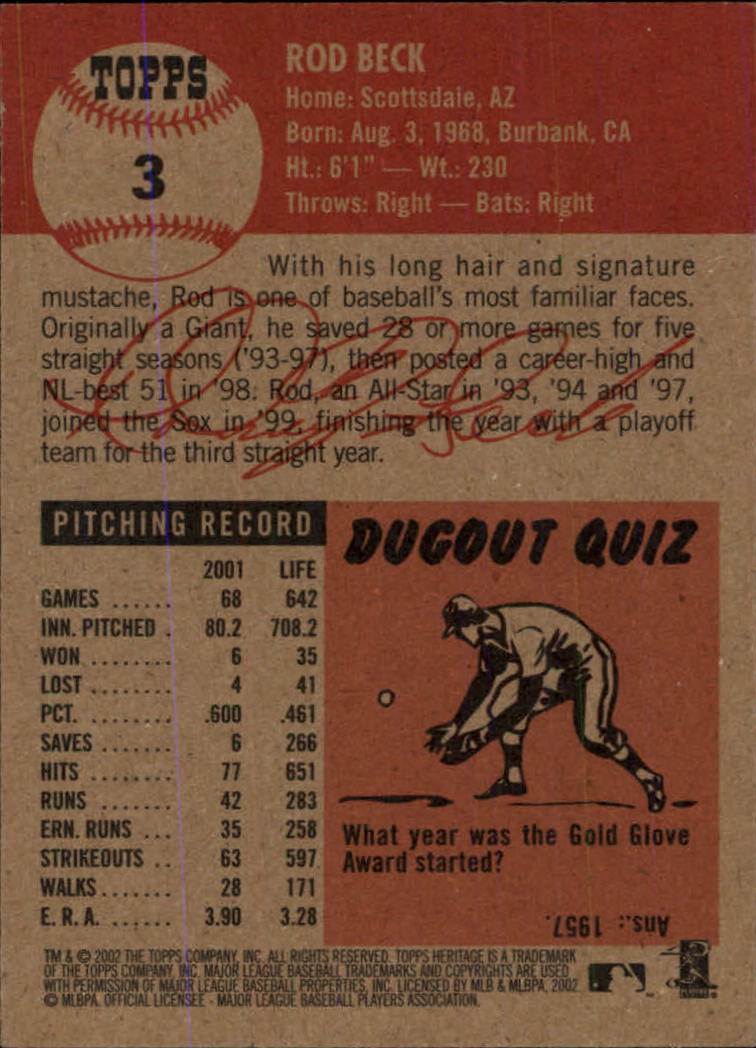 TOPPS
3
ROD BECK
Home: Scottsdale, AZ
Born: Aug. 3, 1968, Burbank, CA
Ht.: 6'1" — Wt.: 230
Throws: Right — Bats: Right
With his long hair and signature
mustache, Rod is one of baseball's most familiar faces.
Originally a Giant, he saved 28 or more games for five
straight seasons ('93-97), then posted a career-high and
NL-best 51 in '98. Rod, an All-Star in '93, '94 and '97,
joined the Sox in '99, finishing the year with a playoff
team for the third straight year.
PITCHING RECORD
2001 LIFE
GAMES ...... 68 642
INN. PITCHED . 80.2 708.2
WON ........ 6 35
LOST ........ 4 41
PCT. ........ .600 .461
SAVES ....... 6 266
HITS ........ 77 651
RUNS ....... 42 283
ERN. RUNS ... 35 258
STRIKEOUTS .. 63 597
WALKS ....... 28 171
E. R. A. ...... 3.90 3.28
DUGOUT QUIZ
What year was the Gold Glove
Award started?
Ans.: 1957.
TM & © 2002 THE TOPPS COMPANY, INC. ALL RIGHTS RESERVED. TOPPS HERITAGE IS A TRADEMARK
OF THE TOPPS COMPANY, INC. MAJOR LEAGUE BASEBALL TRADEMARKS AND COPYRIGHTS ARE USED
WITH PERMISSION OF MAJOR LEAGUE BASEBALL PROPERTIES, INC. LICENSED BY MLB & MLBPA, 2002
© MLBPA. OFFICIAL LICENSEE - MAJOR LEAGUE BASEBALL PLAYERS ASSOCIATION.